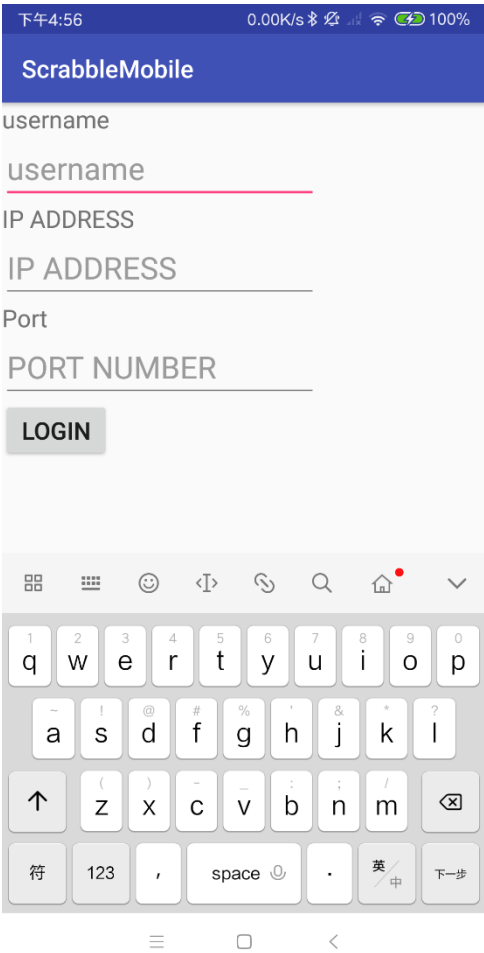 下午4:56 0.00K/s 100%
ScrabbleMobile
username
username
IP ADDRESS
IP ADDRESS
Port
PORT NUMBER
LOGIN
1 2 3 4 5 6 7 8 9 0
q w e r t y u i o p
~ ! @ # % ' & * ?
a s d f g h j k l
( ) - _ : ; /
z x c v b n m
符 123 , space . 英/中 下一步